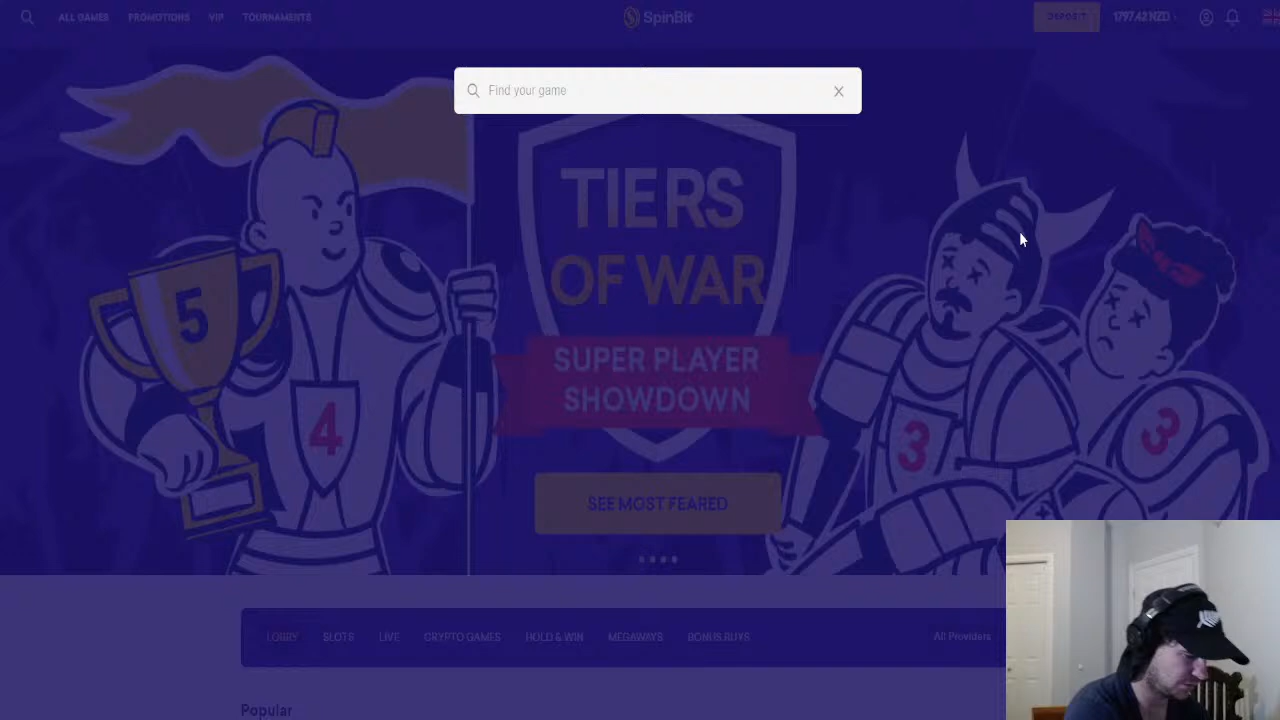 ALL GAMES PROMOTIONS VIP TOURNAMENTS
SpinBit
DEPOSIT 1797.42 NZD
Find your game
TIERS
OF WAR
SUPER PLAYER
SHOWDOWN
SEE MOST FEARED
5
4
3
3
LOBBY SLOTS LIVE CRYPTO GAMES HOLD & WIN MEGAWAYS BONUS BUYS All Providers
Popular